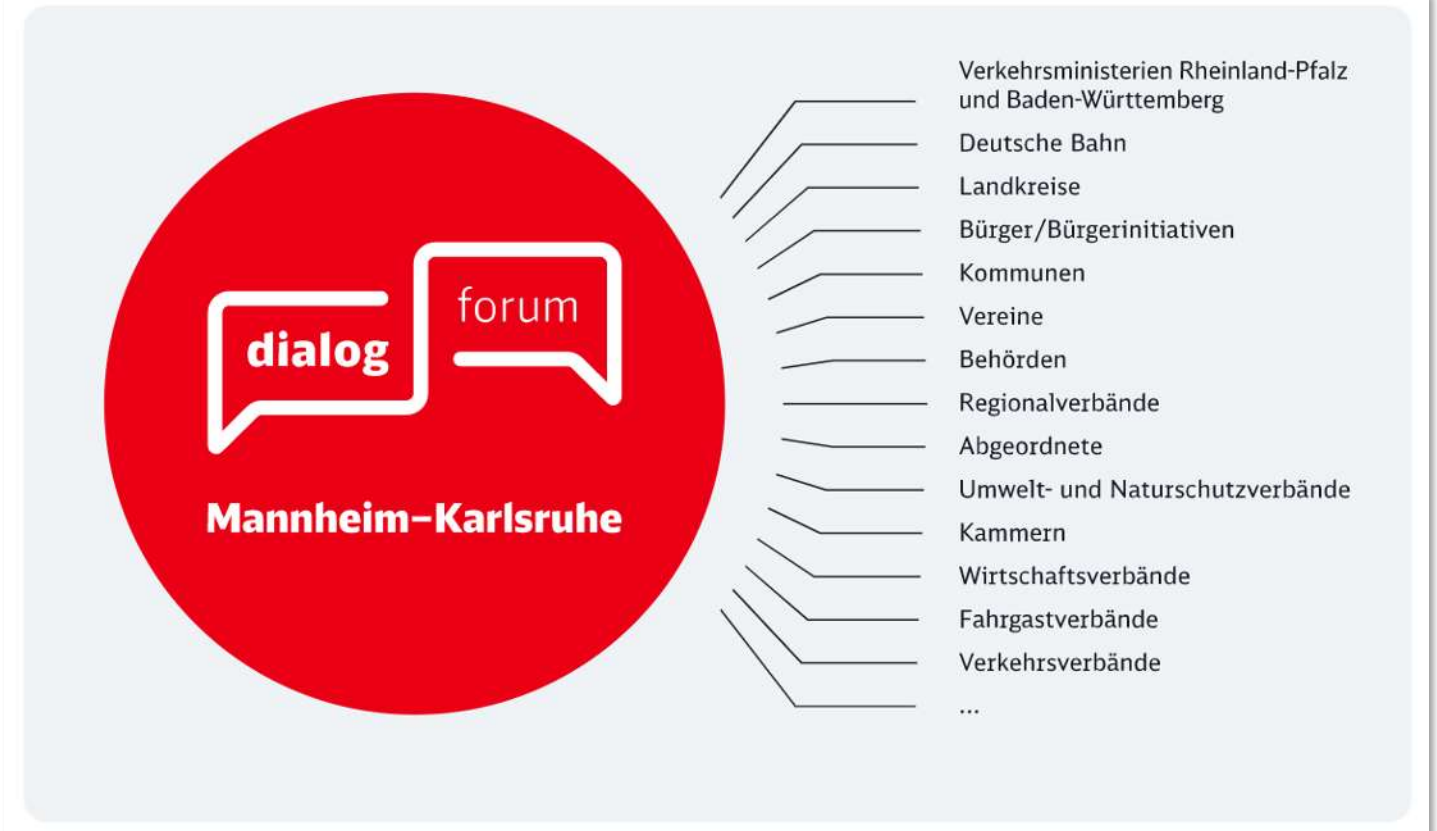 dialog
forum
Mannheim–Karlsruhe
Verkehrsministerien Rheinland-Pfalz
und Baden-Württemberg
Deutsche Bahn
Landkreise
Bürger/Bürgerinitiativen
Kommunen
Vereine
Behörden
Regionalverbände
Abgeordnete
Umwelt- und Naturschutzverbände
Kammern
Wirtschaftsverbände
Fahrgastverbände
Verkehrsverbände
...